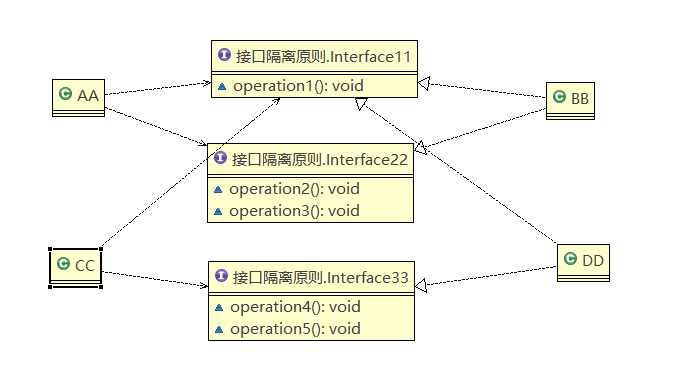 接口隔离原则.Interface11
operation1(): void
AA
BB
接口隔离原则.Interface22
operation2(): void
operation3(): void
CC
DD
接口隔离原则.Interface33
operation4(): void
operation5(): void